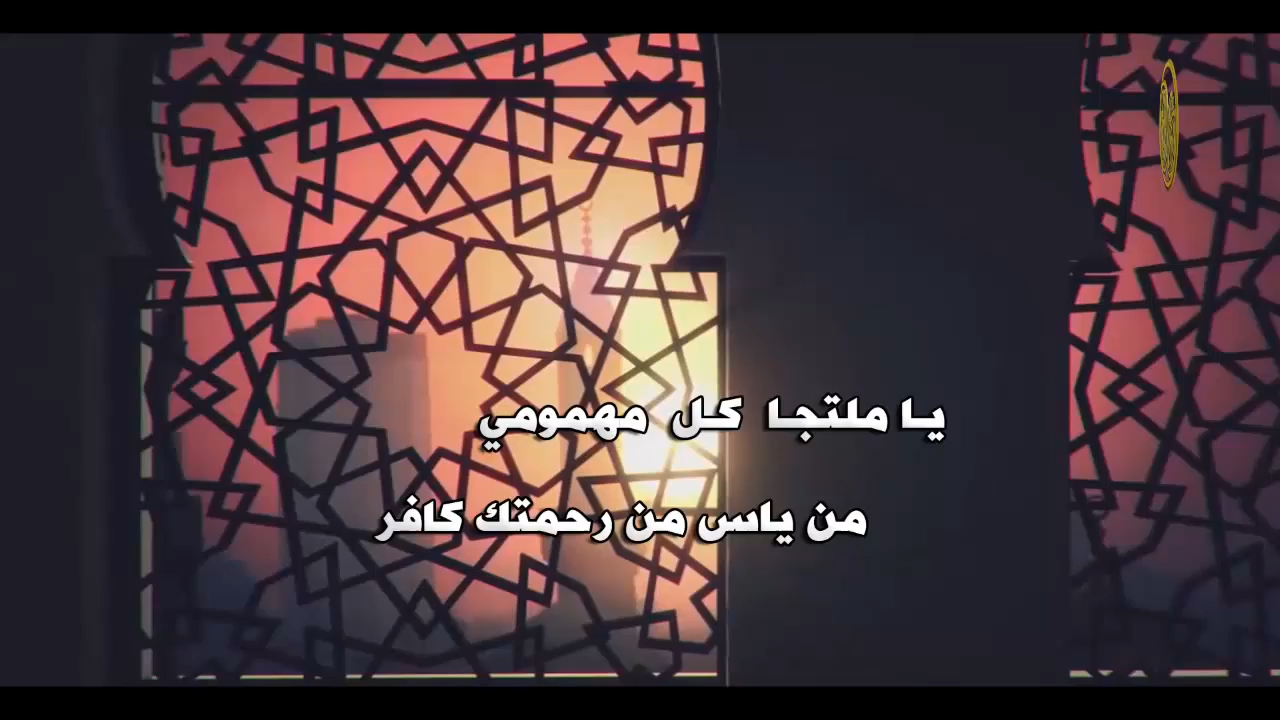 يا ملتجا كل مهمومي
من ياس من رحمتك كافر